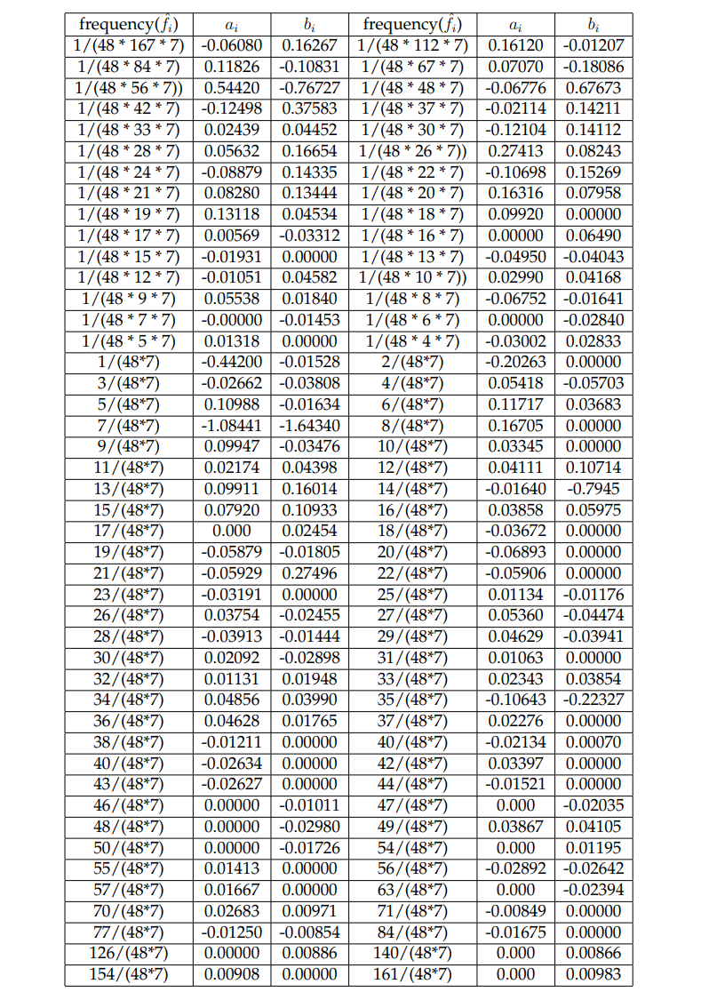 frequency(f̂ᵢ) aᵢ bᵢ frequency(f̂ᵢ) aᵢ bᵢ
1/(48 * 167 * 7) -0.06080 0.16267 1/(48 * 112 * 7) 0.16120 -0.01207
1/(48 * 84 * 7) 0.11826 -0.10831 1/(48 * 67 * 7) 0.07070 -0.18086
1/(48 * 56 * 7)) 0.54420 -0.76727 1/(48 * 48 * 7) -0.06776 0.67673
1/(48 * 42 * 7) -0.12498 0.37583 1/(48 * 37 * 7) -0.02114 0.14211
1/(48 * 33 * 7) 0.02439 0.04452 1/(48 * 30 * 7) -0.12104 0.14112
1/(48 * 28 * 7) 0.05632 0.16654 1/(48 * 26 * 7)) 0.27413 0.08243
1/(48 * 24 * 7) -0.08879 0.14335 1/(48 * 22 * 7) -0.10698 0.15269
1/(48 * 21 * 7) 0.08280 0.13444 1/(48 * 20 * 7) 0.16316 0.07958
1/(48 * 19 * 7) 0.13118 0.04534 1/(48 * 18 * 7) 0.09920 0.00000
1/(48 * 17 * 7) 0.00569 -0.03312 1/(48 * 16 * 7) 0.00000 0.06490
1/(48 * 15 * 7) -0.01931 0.00000 1/(48 * 13 * 7) -0.04950 -0.04043
1/(48 * 12 * 7) -0.01051 0.04582 1/(48 * 10 * 7)) 0.02990 0.04168
1/(48 * 9 * 7) 0.05538 0.01840 1/(48 * 8 * 7) -0.06752 -0.01641
1/(48 * 7 * 7) -0.00000 -0.01453 1/(48 * 6 * 7) 0.00000 -0.02840
1/(48 * 5 * 7) 0.01318 0.00000 1/(48 * 4 * 7) -0.03002 0.02833
1/(48*7) -0.44200 -0.01528 2/(48*7) -0.20263 0.00000
3/(48*7) -0.02662 -0.03808 4/(48*7) 0.05418 -0.05703
5/(48*7) 0.10988 -0.01634 6/(48*7) 0.11717 0.03683
7/(48*7) -1.08441 -1.64340 8/(48*7) 0.16705 0.00000
9/(48*7) 0.09947 -0.03476 10/(48*7) 0.03345 0.00000
11/(48*7) 0.02174 0.04398 12/(48*7) 0.04111 0.10714
13/(48*7) 0.09911 0.16014 14/(48*7) -0.01640 -0.7945
15/(48*7) 0.07920 0.10933 16/(48*7) 0.03858 0.05975
17/(48*7) 0.000 0.02454 18/(48*7) -0.03672 0.00000
19/(48*7) -0.05879 -0.01805 20/(48*7) -0.06893 0.00000
21/(48*7) -0.05929 0.27496 22/(48*7) -0.05906 0.00000
23/(48*7) -0.03191 0.00000 25/(48*7) 0.01134 -0.01176
26/(48*7) 0.03754 -0.02455 27/(48*7) 0.05360 -0.04474
28/(48*7) -0.03913 -0.01444 29/(48*7) 0.04629 -0.03941
30/(48*7) 0.02092 -0.02898 31/(48*7) 0.01063 0.00000
32/(48*7) 0.01131 0.01948 33/(48*7) 0.02343 0.03854
34/(48*7) 0.04856 0.03990 35/(48*7) -0.10643 -0.22327
36/(48*7) 0.04628 0.01765 37/(48*7) 0.02276 0.00000
38/(48*7) -0.01211 0.00000 40/(48*7) -0.02134 0.00070
40/(48*7) -0.02634 0.00000 42/(48*7) 0.03397 0.00000
43/(48*7) -0.02627 0.00000 44/(48*7) -0.01521 0.00000
46/(48*7) 0.00000 -0.01011 47/(48*7) 0.000 -0.02035
48/(48*7) 0.00000 -0.02980 49/(48*7) 0.03867 0.04105
50/(48*7) 0.00000 -0.01726 54/(48*7) 0.000 0.01195
55/(48*7) 0.01413 0.00000 56/(48*7) -0.02892 -0.02642
57/(48*7) 0.01667 0.00000 63/(48*7) 0.000 -0.02394
70/(48*7) 0.02683 0.00971 71/(48*7) -0.00849 0.00000
77/(48*7) -0.01250 -0.00854 84/(48*7) -0.01675 0.00000
126/(48*7) 0.00000 0.00886 140/(48*7) 0.000 0.00866
154/(48*7) 0.00908 0.00000 161/(48*7) 0.000 0.00983